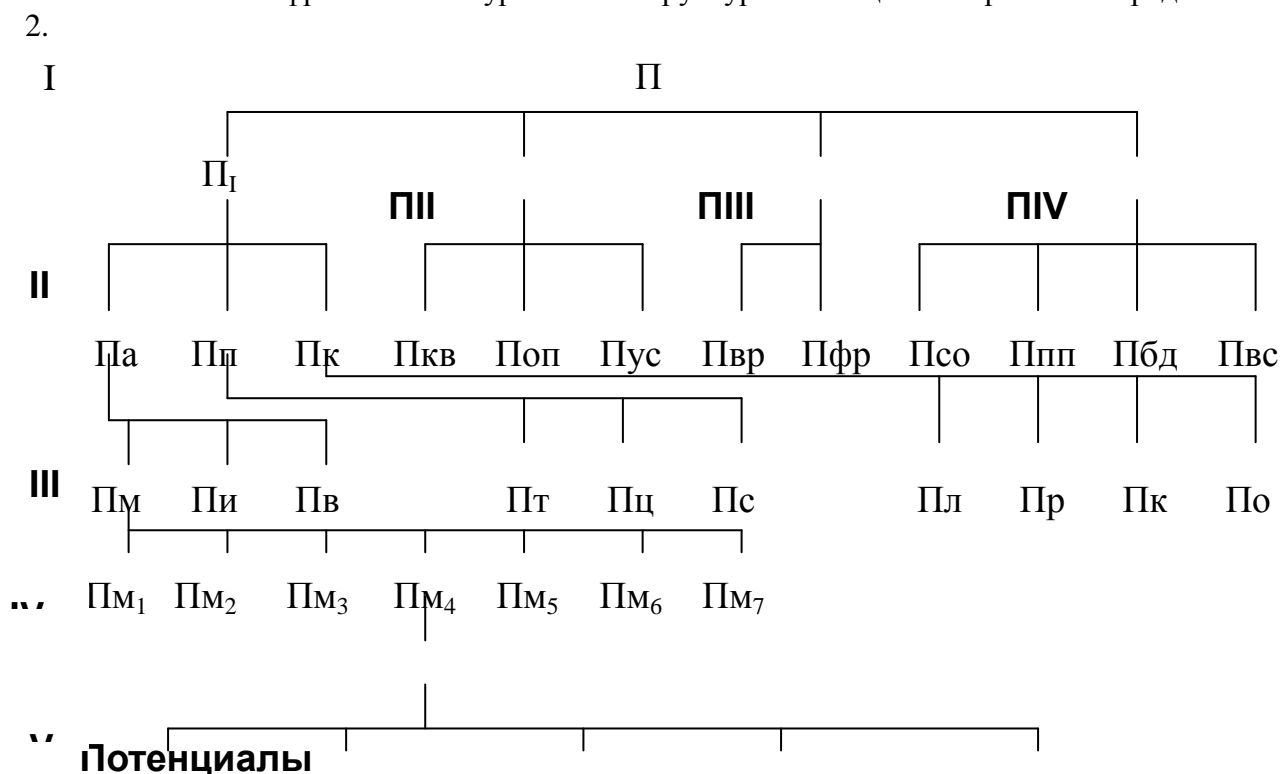 2.
I П
П_I
ПII ПIII ПIV
II
Па Пп Пк Пкв Поп Пус Пвр Пфр Псо Ппп Пбд Пвс
III Пм Пи Пв Пт Пц Пс Пл Пр Пк По
Пм₁ Пм₂ Пм₃ Пм₄ Пм₅ Пм₆ Пм₇
Потенциалы